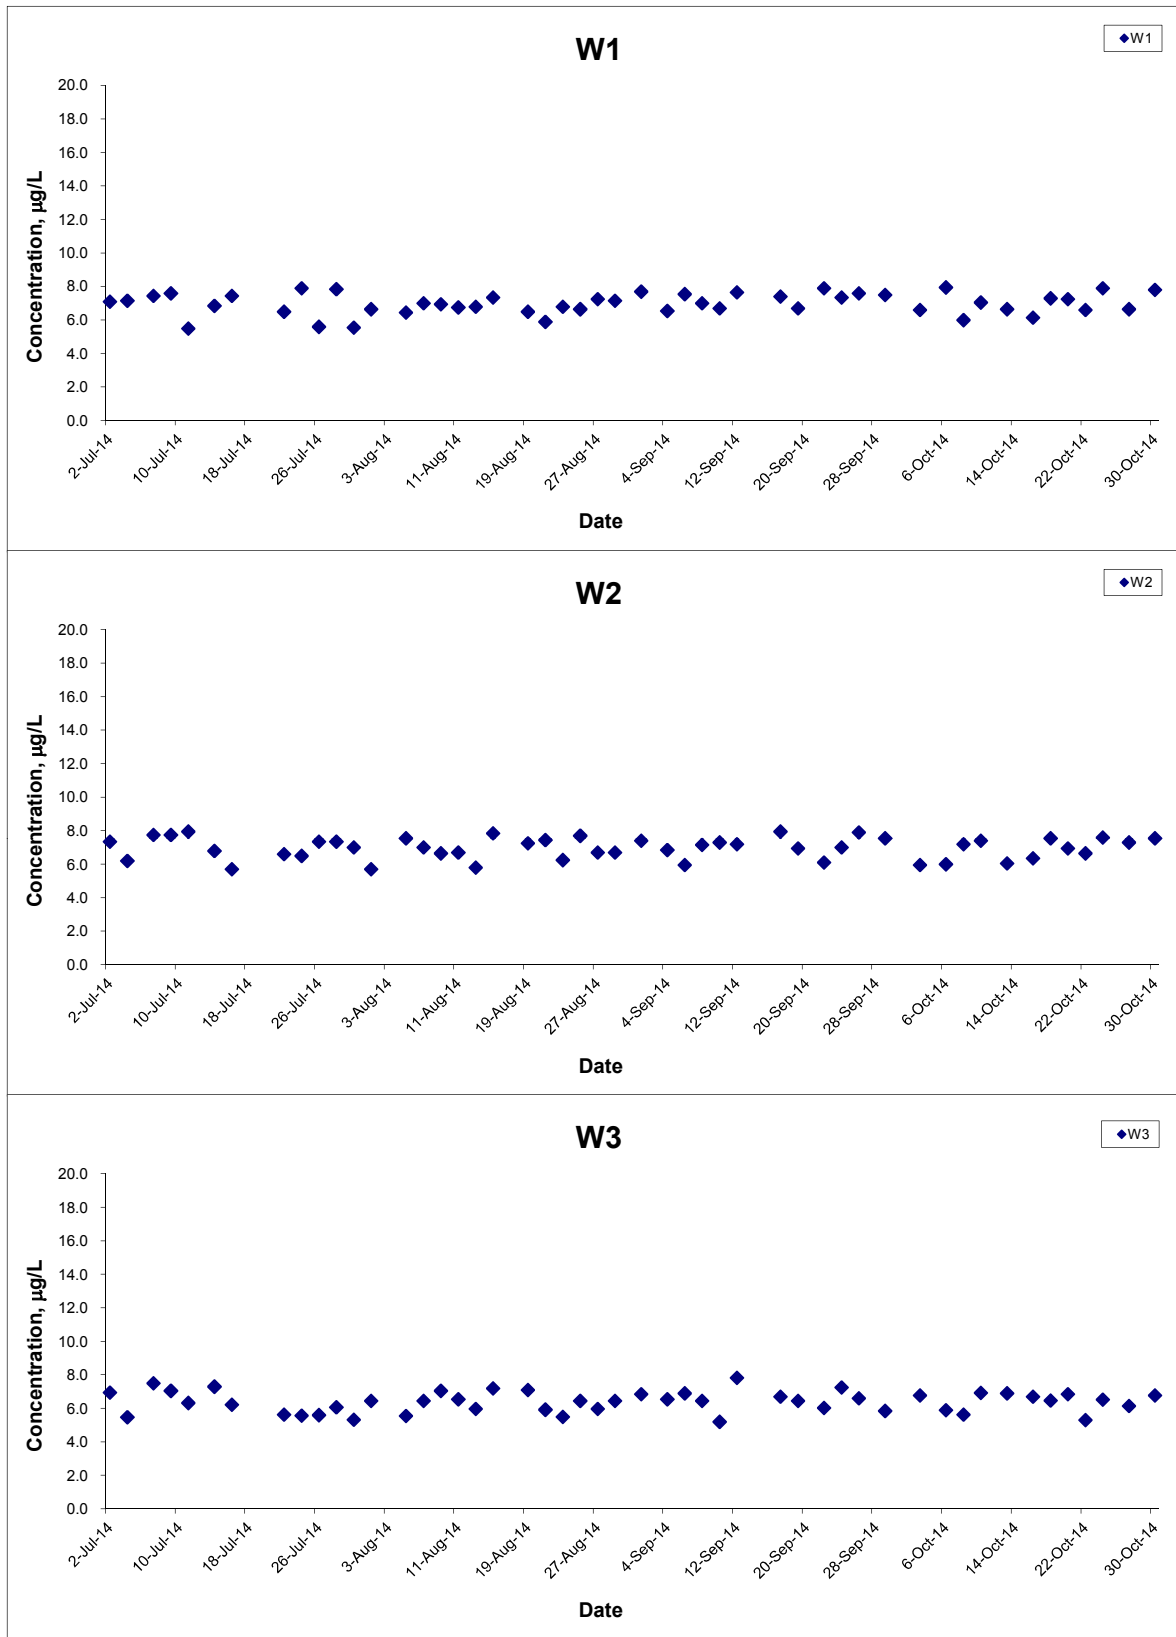 W1
W1
20.0
18.0
16.0
14.0
12.0
10.0
8.0
6.0
4.0
2.0
0.0
Concentration, µg/L
2-Jul-14
10-Jul-14
18-Jul-14
26-Jul-14
3-Aug-14
11-Aug-14
19-Aug-14
27-Aug-14
4-Sep-14
12-Sep-14
20-Sep-14
28-Sep-14
6-Oct-14
14-Oct-14
22-Oct-14
30-Oct-14
Date
W2
W2
20.0
18.0
16.0
14.0
12.0
10.0
8.0
6.0
4.0
2.0
0.0
Concentration, µg/L
2-Jul-14
10-Jul-14
18-Jul-14
26-Jul-14
3-Aug-14
11-Aug-14
19-Aug-14
27-Aug-14
4-Sep-14
12-Sep-14
20-Sep-14
28-Sep-14
6-Oct-14
14-Oct-14
22-Oct-14
30-Oct-14
Date
W3
W3
20.0
18.0
16.0
14.0
12.0
10.0
8.0
6.0
4.0
2.0
0.0
Concentration, µg/L
2-Jul-14
10-Jul-14
18-Jul-14
26-Jul-14
3-Aug-14
11-Aug-14
19-Aug-14
27-Aug-14
4-Sep-14
12-Sep-14
20-Sep-14
28-Sep-14
6-Oct-14
14-Oct-14
22-Oct-14
30-Oct-14
Date